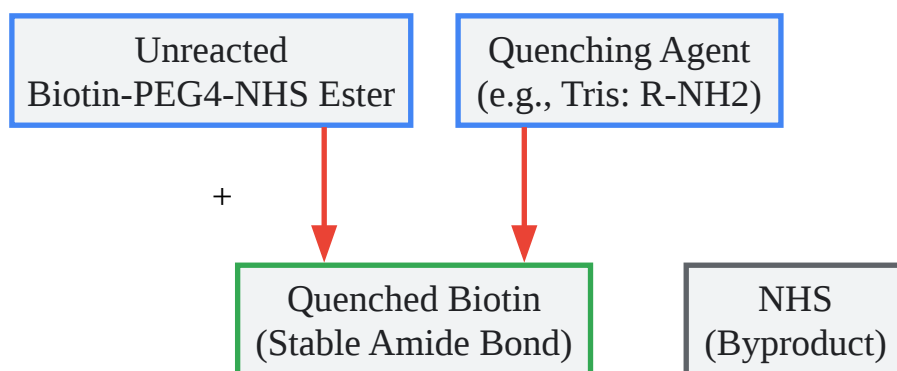 Unreacted
Biotin-PEG4-NHS Ester
Quenching Agent
(e.g., Tris: R-NH2)
+
Quenched Biotin
(Stable Amide Bond)
NHS
(Byproduct)